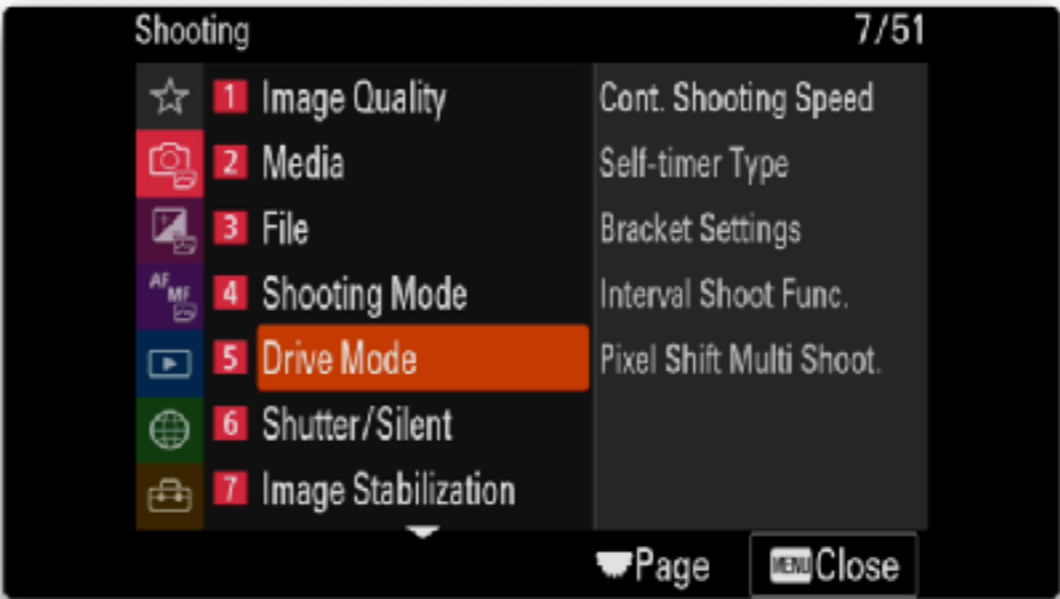 Shooting 7/51
1 Image Quality
2 Media
3 File
4 Shooting Mode
5 Drive Mode
6 Shutter/Silent
7 Image Stabilization
Cont. Shooting Speed
Self-timer Type
Bracket Settings
Interval Shoot Func.
Pixel Shift Multi Shoot.
AF
MF
Page
MENU Close